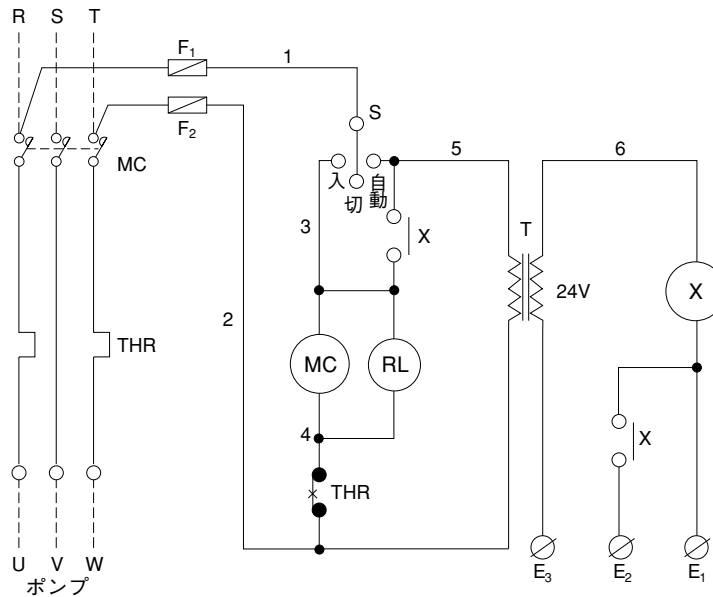 R S T
F1
1
F2
S
MC
入
切
自動
5
6
3
X
T
2
24V
X
THR
MC
RL
4
X
THR
U V W
ポンプ
E3
E2
E1